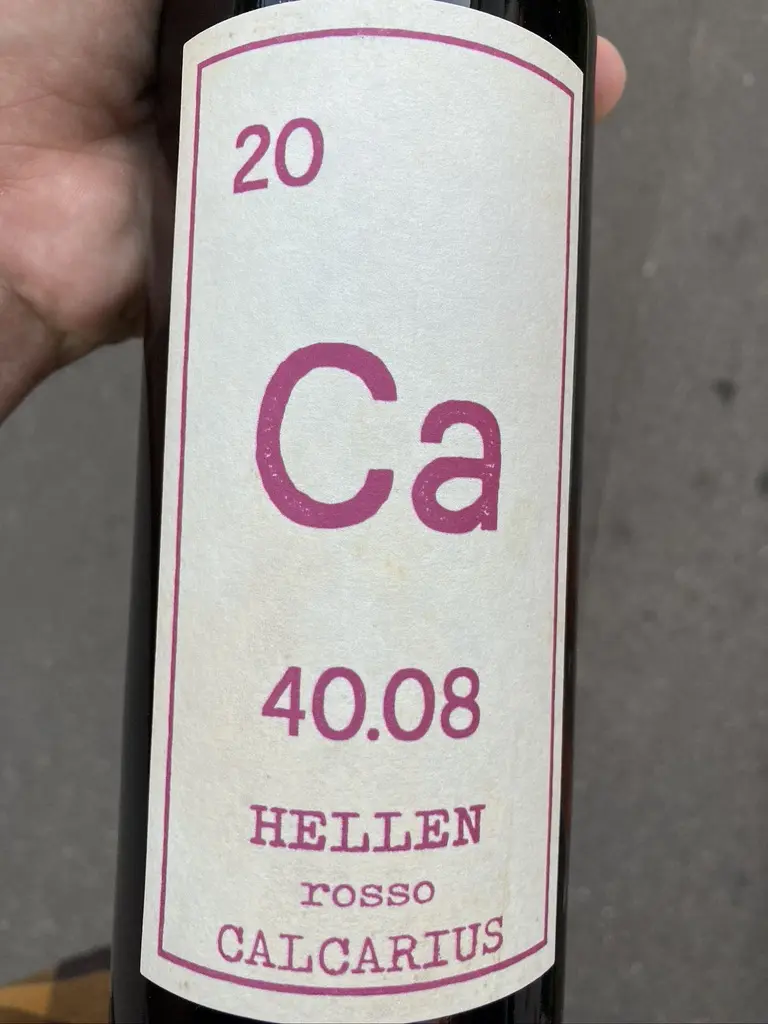 20
Ca
40.08
HELLEN
rosso
CALCARIUS